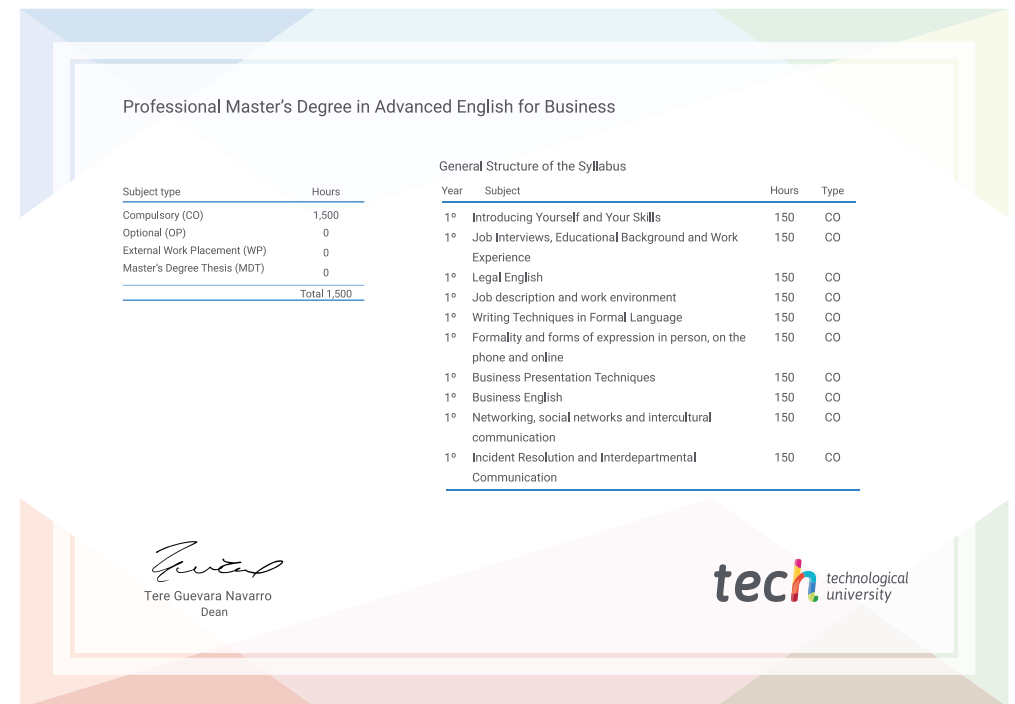 Professional Master's Degree in Advanced English for Business
Subject type Hours
Compulsory (CO) 1,500
Optional (OP) 0
External Work Placement (WP) 0
Master's Degree Thesis (MDT) 0
Total 1,500
General Structure of the Syllabus
Year Subject Hours Type
1º Introducing Yourself and Your Skills 150 CO
1º Job Interviews, Educational Background and Work 150 CO
Experience
1º Legal English 150 CO
1º Job description and work environment 150 CO
1º Writing Techniques in Formal Language 150 CO
1º Formality and forms of expression in person, on the 150 CO
phone and online
1º Business Presentation Techniques 150 CO
1º Business English 150 CO
1º Networking, social networks and intercultural 150 CO
communication
1º Incident Resolution and Interdepartmental 150 CO
Communication
Tere Guevara Navarro
Dean
tech technological
university